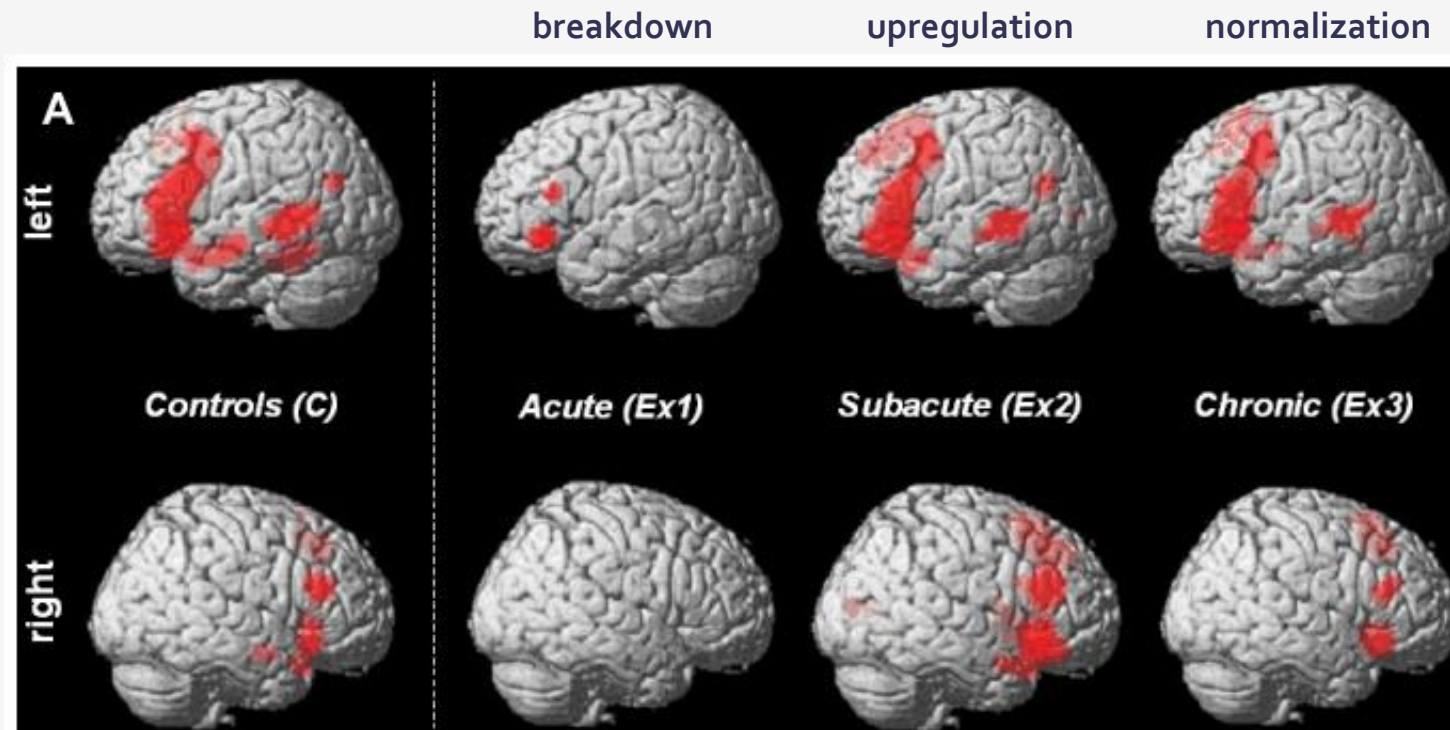 breakdown upregulation normalization
A
left
Controls (C) Acute (Ex1) Subacute (Ex2) Chronic (Ex3)
right